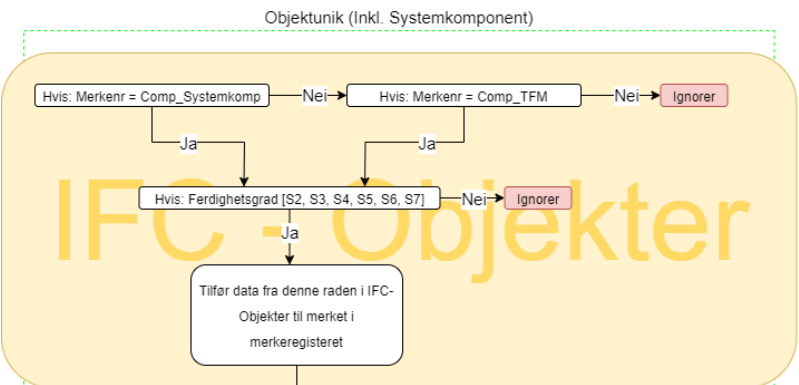 Objektunik (Inkl. Systemkomponent)
Hvis: Merkenr = Comp_Systemkomp
Nei
Hvis: Merkenr = Comp_TFM
Nei
Ignorer
Ja
Ja
IFC - Objekter
Hvis: Ferdighetsgrad [S2, S3, S4, S5, S6, S7]
Nei
Ignorer
Ja
Tilfør data fra denne raden i IFC-
Objekter til merket i
merkeregisteret